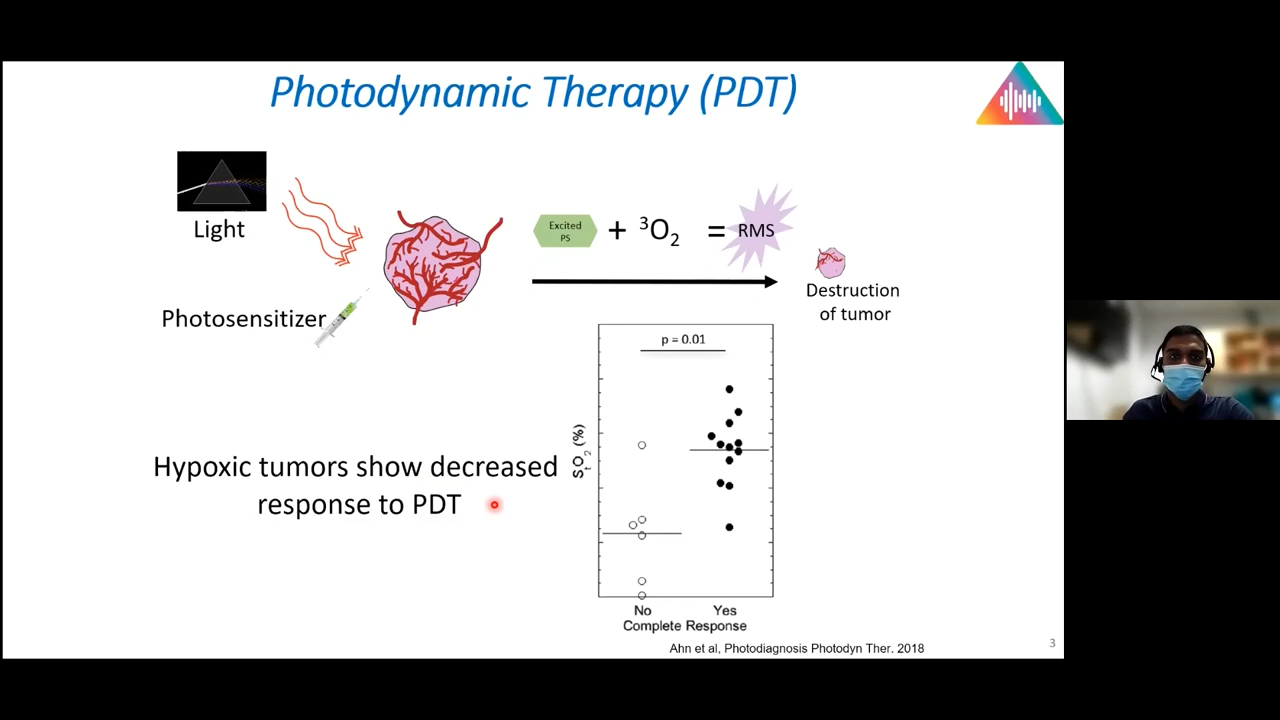 Photodynamic Therapy (PDT)
Light
Excited
PS
+ ³O₂ = RMS
Photosensitizer
Destruction
of tumor
p = 0.01
StO₂ (%)
Hypoxic tumors show decreased
response to PDT
No Yes
Complete Response
Ahn et al, Photodiagnosis Photodyn Ther. 2018
3